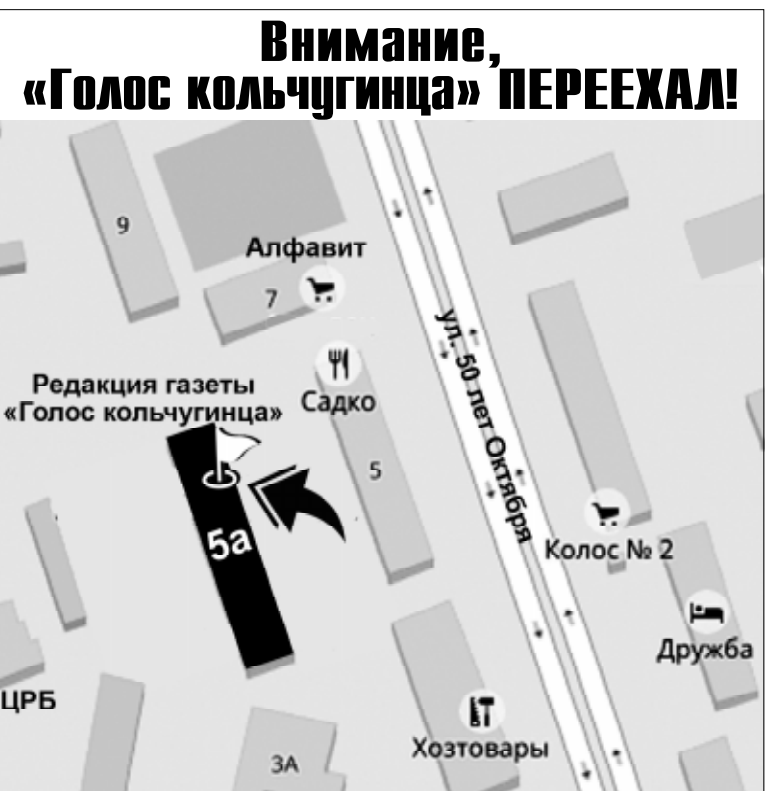 Внимание,
«Голос кольчугинца» ПЕРЕЕХАЛ!
9
Алфавит
7
ул. 50 лет Октября
Редакция газеты
«Голос кольчугинца»
Садко
5
5а
Колос № 2
Дружба
ЦРБ
Хозтовары
3А